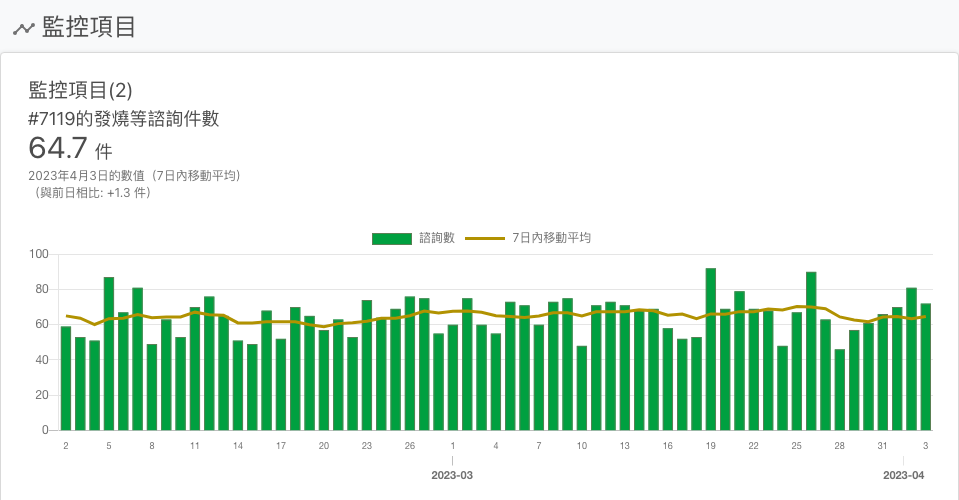 監控項目
監控項目(2)
#7119的發燒等諮詢件數
64.7 件
2023年4月3日的數值（7日內移動平均）
（與前日相比: +1.3 件）
諮詢數 7日內移動平均
100
80
60
40
20
0
2 5 8 11 14 17 20 23 26 1 4 7 10 13 16 19 22 25 28 31 3
2023-03 2023-04